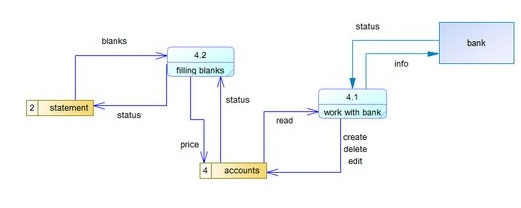 status
blanks
bank
4.2
info
filling blanks
4.1
2 statement
status
status
work with bank
read
price
create
delete
edit
4 accounts